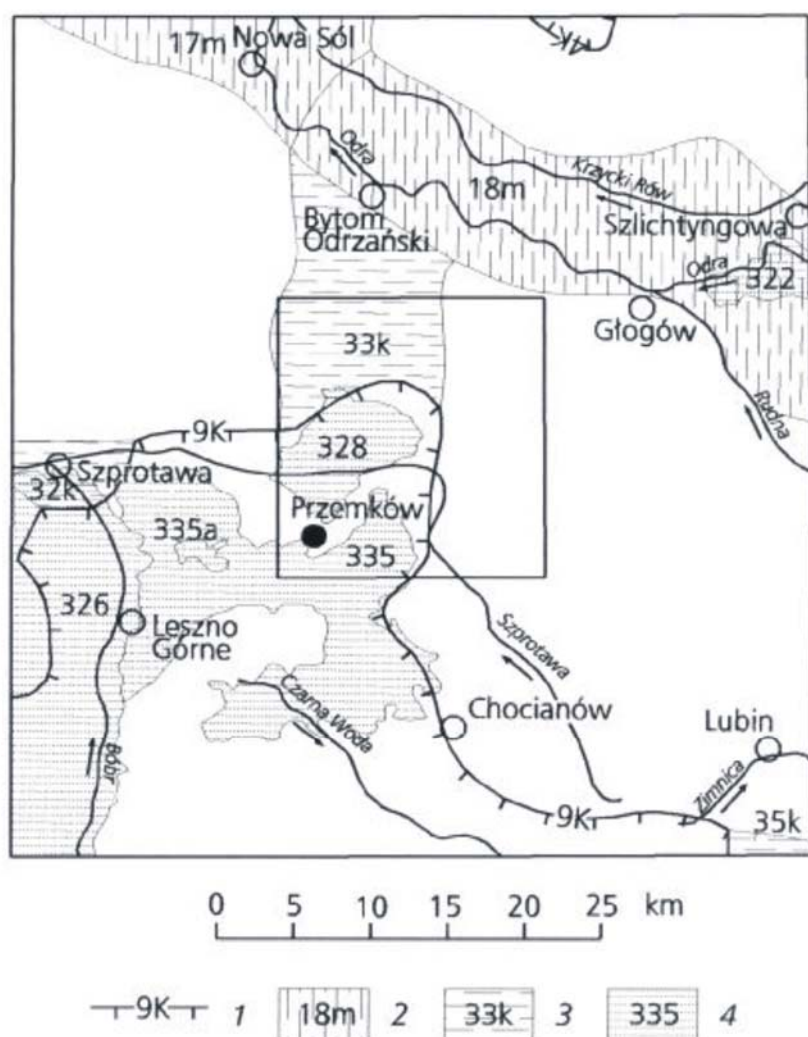 4K
17m
Nowa Sól
Odra
Krzycki Rów
18m
Bytom
Odrzański
Szlichtyngowa
Odra
322
Głogów
33k
Rudna
9K
328
Szprotawa
32k
Przemków
335a
335
326
Leszno
Górne
Szprotawa
Czarna Woda
Chocianów
Lubin
Bóbr
Zimnica
9K
35k
0 5 10 15 20 25 km
9K 1 18m 2 33k 3 335 4